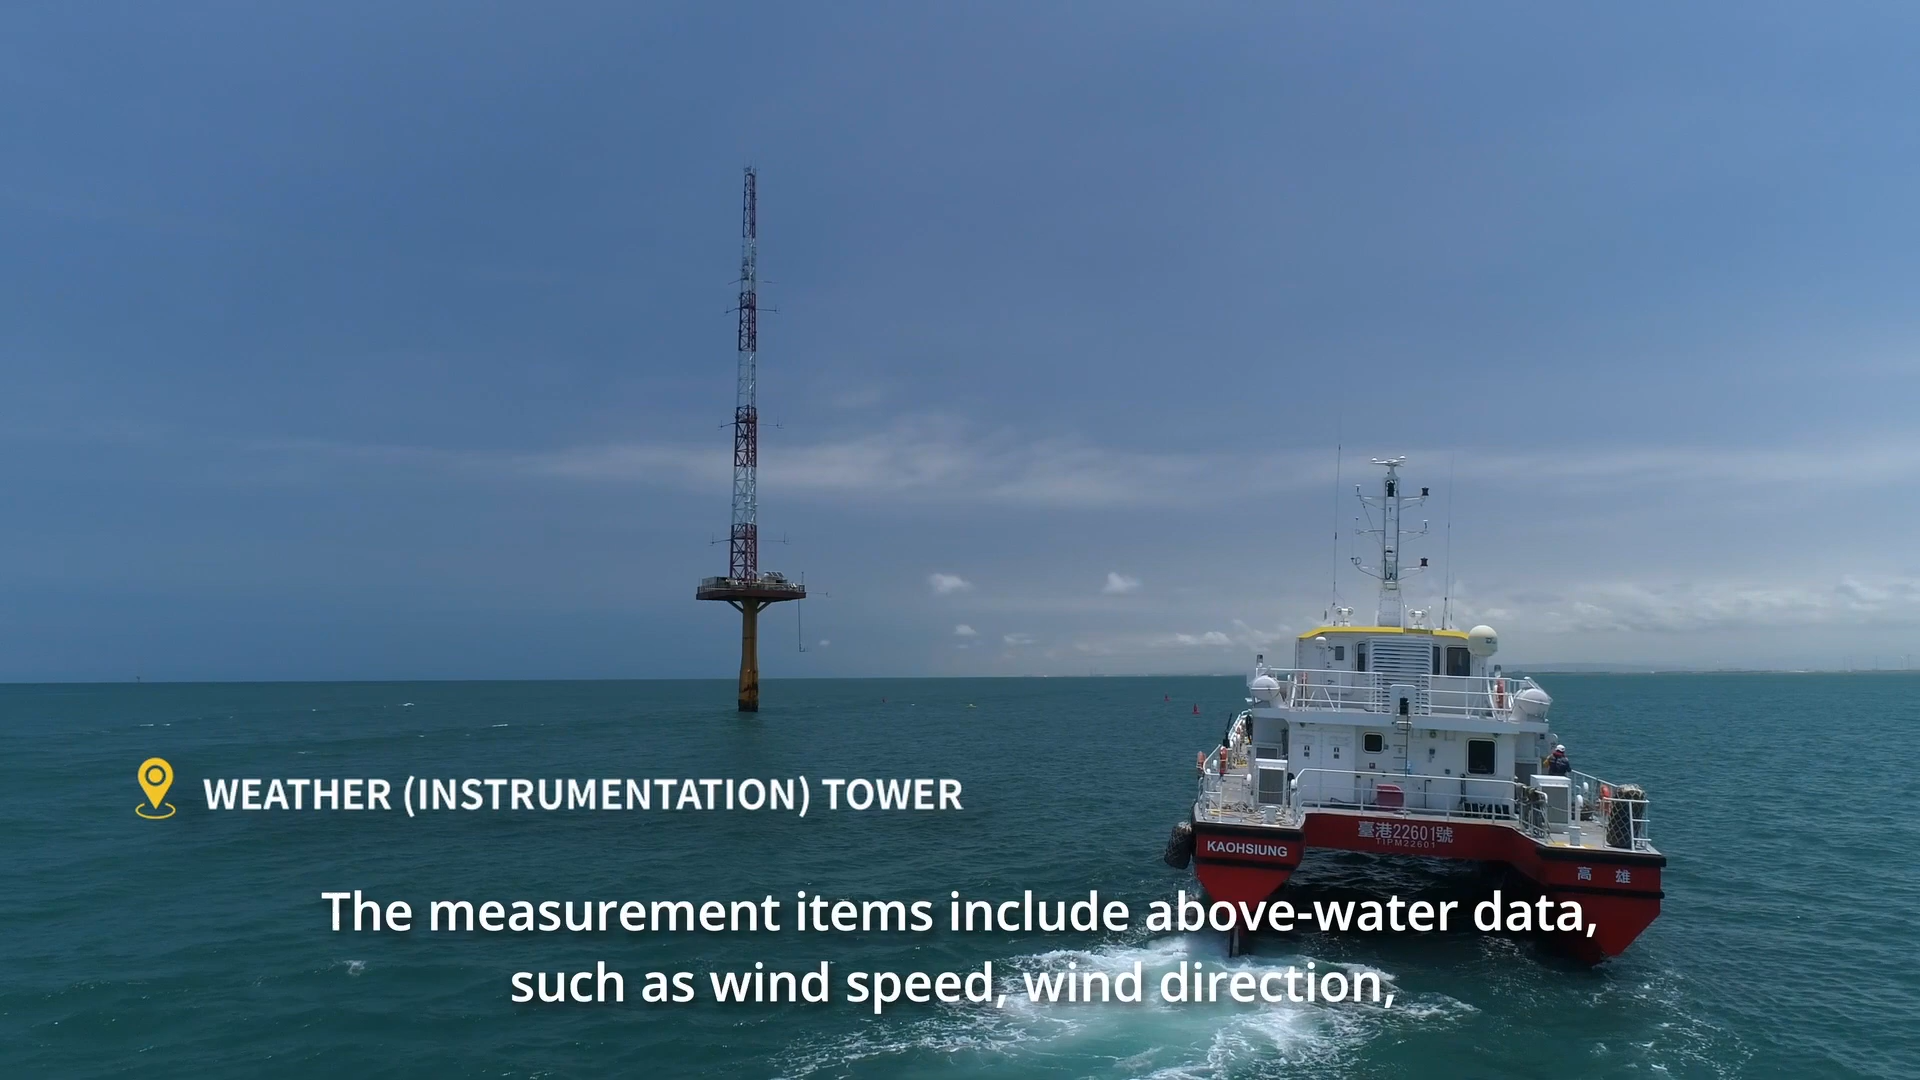 WEATHER (INSTRUMENTATION) TOWER
臺港22601號
TIPM22601
KAOHSIUNG
高 雄
The measurement items include above-water data,
such as wind speed, wind direction,